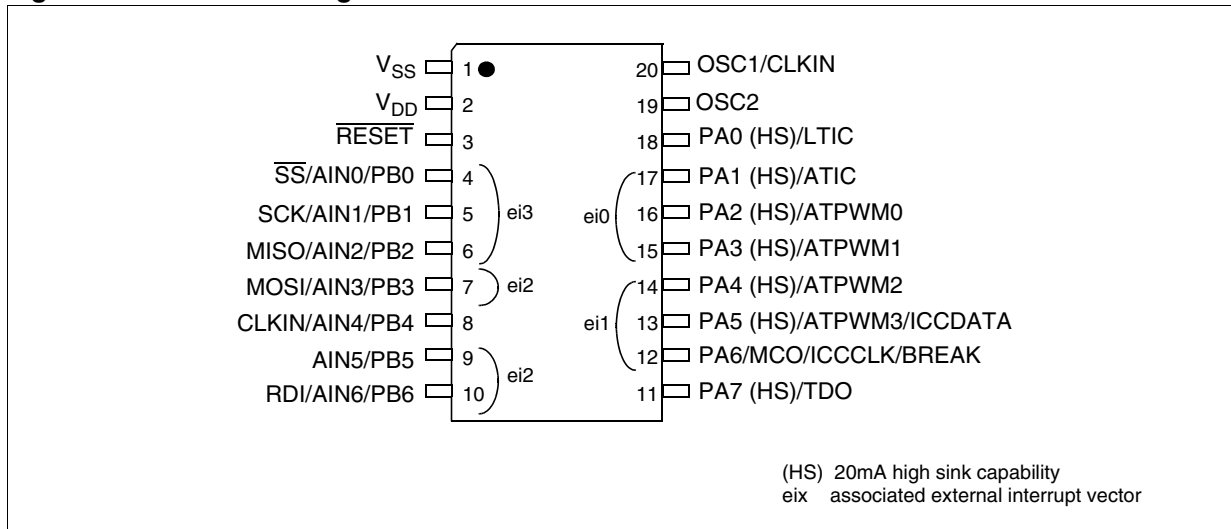 V_SS 1 20 OSC1/CLKIN
V_DD 2 19 OSC2
RESET 3 18 PA0 (HS)/LTIC
SS/AIN0/PB0 4 17 PA1 (HS)/ATIC
SCK/AIN1/PB1 5 ei3 ei0 16 PA2 (HS)/ATPWM0
MISO/AIN2/PB2 6 15 PA3 (HS)/ATPWM1
MOSI/AIN3/PB3 7 ei2 14 PA4 (HS)/ATPWM2
CLKIN/AIN4/PB4 8 ei1 13 PA5 (HS)/ATPWM3/ICCDATA
AIN5/PB5 9 12 PA6/MCO/ICCCLK/BREAK
RDI/AIN6/PB6 10 ei2 11 PA7 (HS)/TDO
(HS) 20mA high sink capability
eix associated external interrupt vector